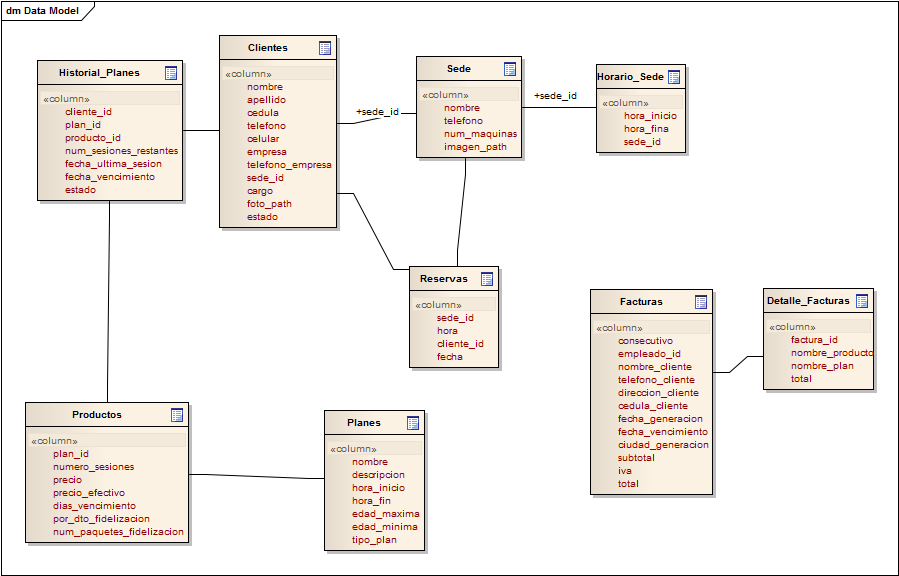 dm Data Model
Historial_Planes
«column»
cliente_id
plan_id
producto_id
num_sesiones_restantes
fecha_ultima_sesion
fecha_vencimiento
estado
Clientes
«column»
nombre
apellido
cedula
telefono
celular
empresa
telefono_empresa
sede_id
cargo
foto_path
estado
+sede_id
Sede
«column»
nombre
telefono
num_maquinas
imagen_path
+sede_id
Horario_Sede
«column»
hora_inicio
hora_fina
sede_id
Reservas
«column»
sede_id
hora
cliente_id
fecha
Facturas
«column»
consecutivo
empleado_id
nombre_cliente
telefono_cliente
direccion_cliente
cedula_cliente
fecha_generacion
fecha_vencimiento
ciudad_generacion
subtotal
iva
total
Detalle_Facturas
«column»
factura_id
nombre_producto
nombre_plan
total
Productos
«column»
plan_id
numero_sesiones
precio
precio_efectivo
dias_vencimiento
por_dto_fidelizacion
num_paquetes_fidelizacion
Planes
«column»
nombre
descripcion
hora_inicio
hora_fin
edad_maxima
edad_minima
tipo_plan